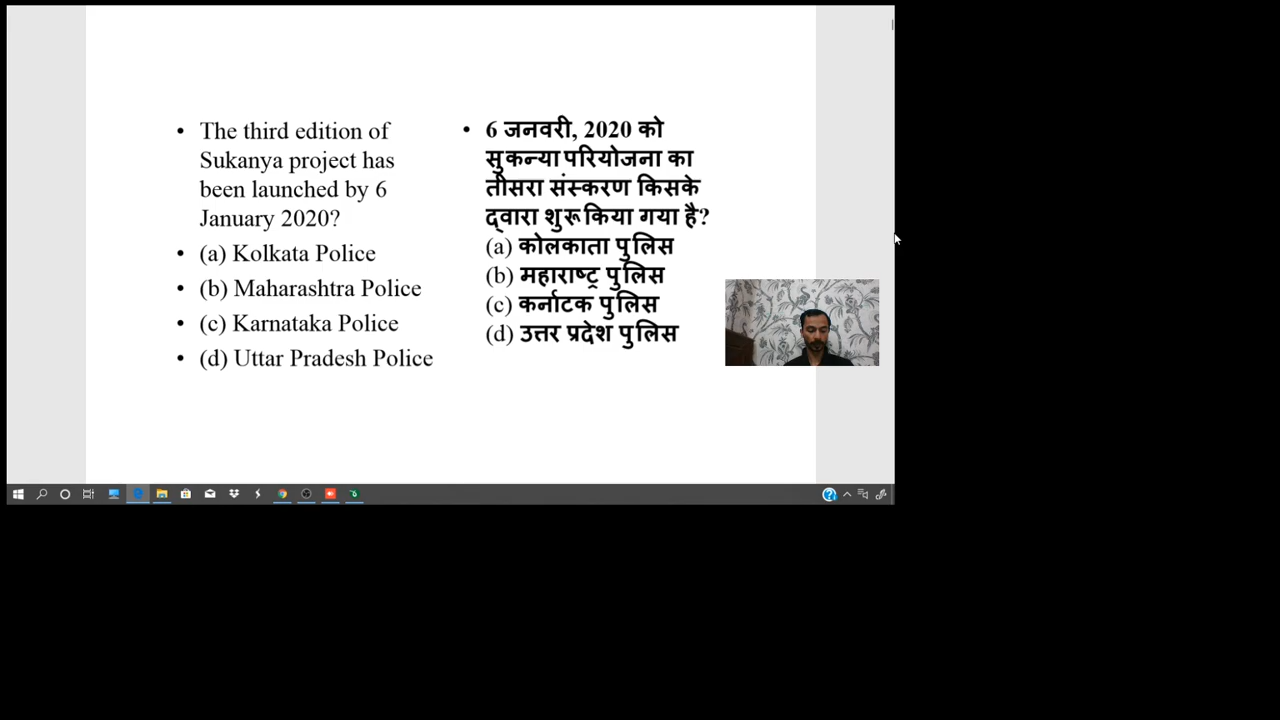 • The third edition of
Sukanya project has
been launched by 6
January 2020?
• (a) Kolkata Police
• (b) Maharashtra Police
• (c) Karnataka Police
• (d) Uttar Pradesh Police
• 6 जनवरी, 2020 को
सुकन्या परियोजना का
तीसरा संस्करण किसके
द्वारा शुरू किया गया है?
(a) कोलकाता पुलिस
(b) महाराष्ट्र पुलिस
(c) कर्नाटक पुलिस
(d) उत्तर प्रदेश पुलिस